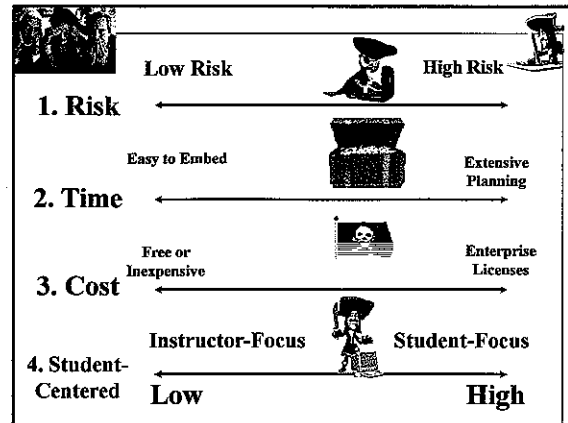 Low Risk High Risk
1. Risk
Easy to Embed Extensive
Planning
2. Time
Free or
Inexpensive Enterprise
Licenses
3. Cost
Instructor-Focus Student-Focus
4. Student-
Centered
Low High